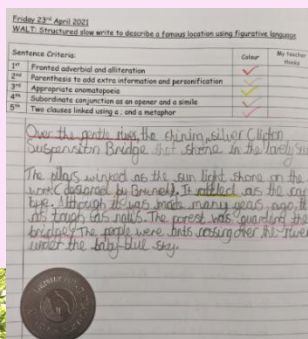 Friday 23rd April 2021
WALT: Structured slow write to describe a famous location using figurative language
Sentence Criteria:
Colour
My teacher thinks
1st Fronted adverbial and alliteration
2nd Parenthesis to add extra information and personification
3rd Appropriate onomatopoeia
4th Subordinate conjunction as an opener and a simile
5th Two clauses linked using a ; and a metaphor
Over the gentle river, the shining, silver Clifton
Suspension Bridge that shone in the lovely sun
The pillars winked as the sun light shone on the
work (designed by Brunel). It rattled as the
bye. Although it was made many years ago, it
as tough as nails. The forest was guarding the
bridge; The people were ants over the river
under the baby-blue sky.